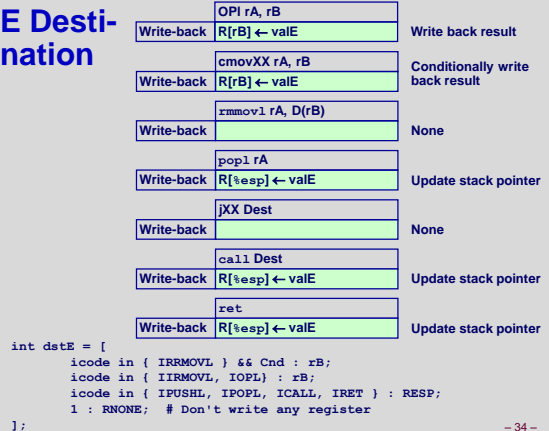 E Desti-
nation
OPl rA, rB
Write-back R[rB] ← valE Write back result
cmovXX rA, rB
Write-back R[rB] ← valE Conditionally write
back result
rmmovl rA, D(rB)
Write-back None
popl rA
Write-back R[%esp] ← valE Update stack pointer
jXX Dest
Write-back None
call Dest
Write-back R[%esp] ← valE Update stack pointer
ret
Write-back R[%esp] ← valE Update stack pointer
int dstE = [
icode in { IRRMOVL } && Cnd : rB;
icode in { IIRMOVL, IOPL} : rB;
icode in { IPUSHL, IPOPL, ICALL, IRET } : RESP;
1 : RNONE; # Don't write any register
];
– 34 –